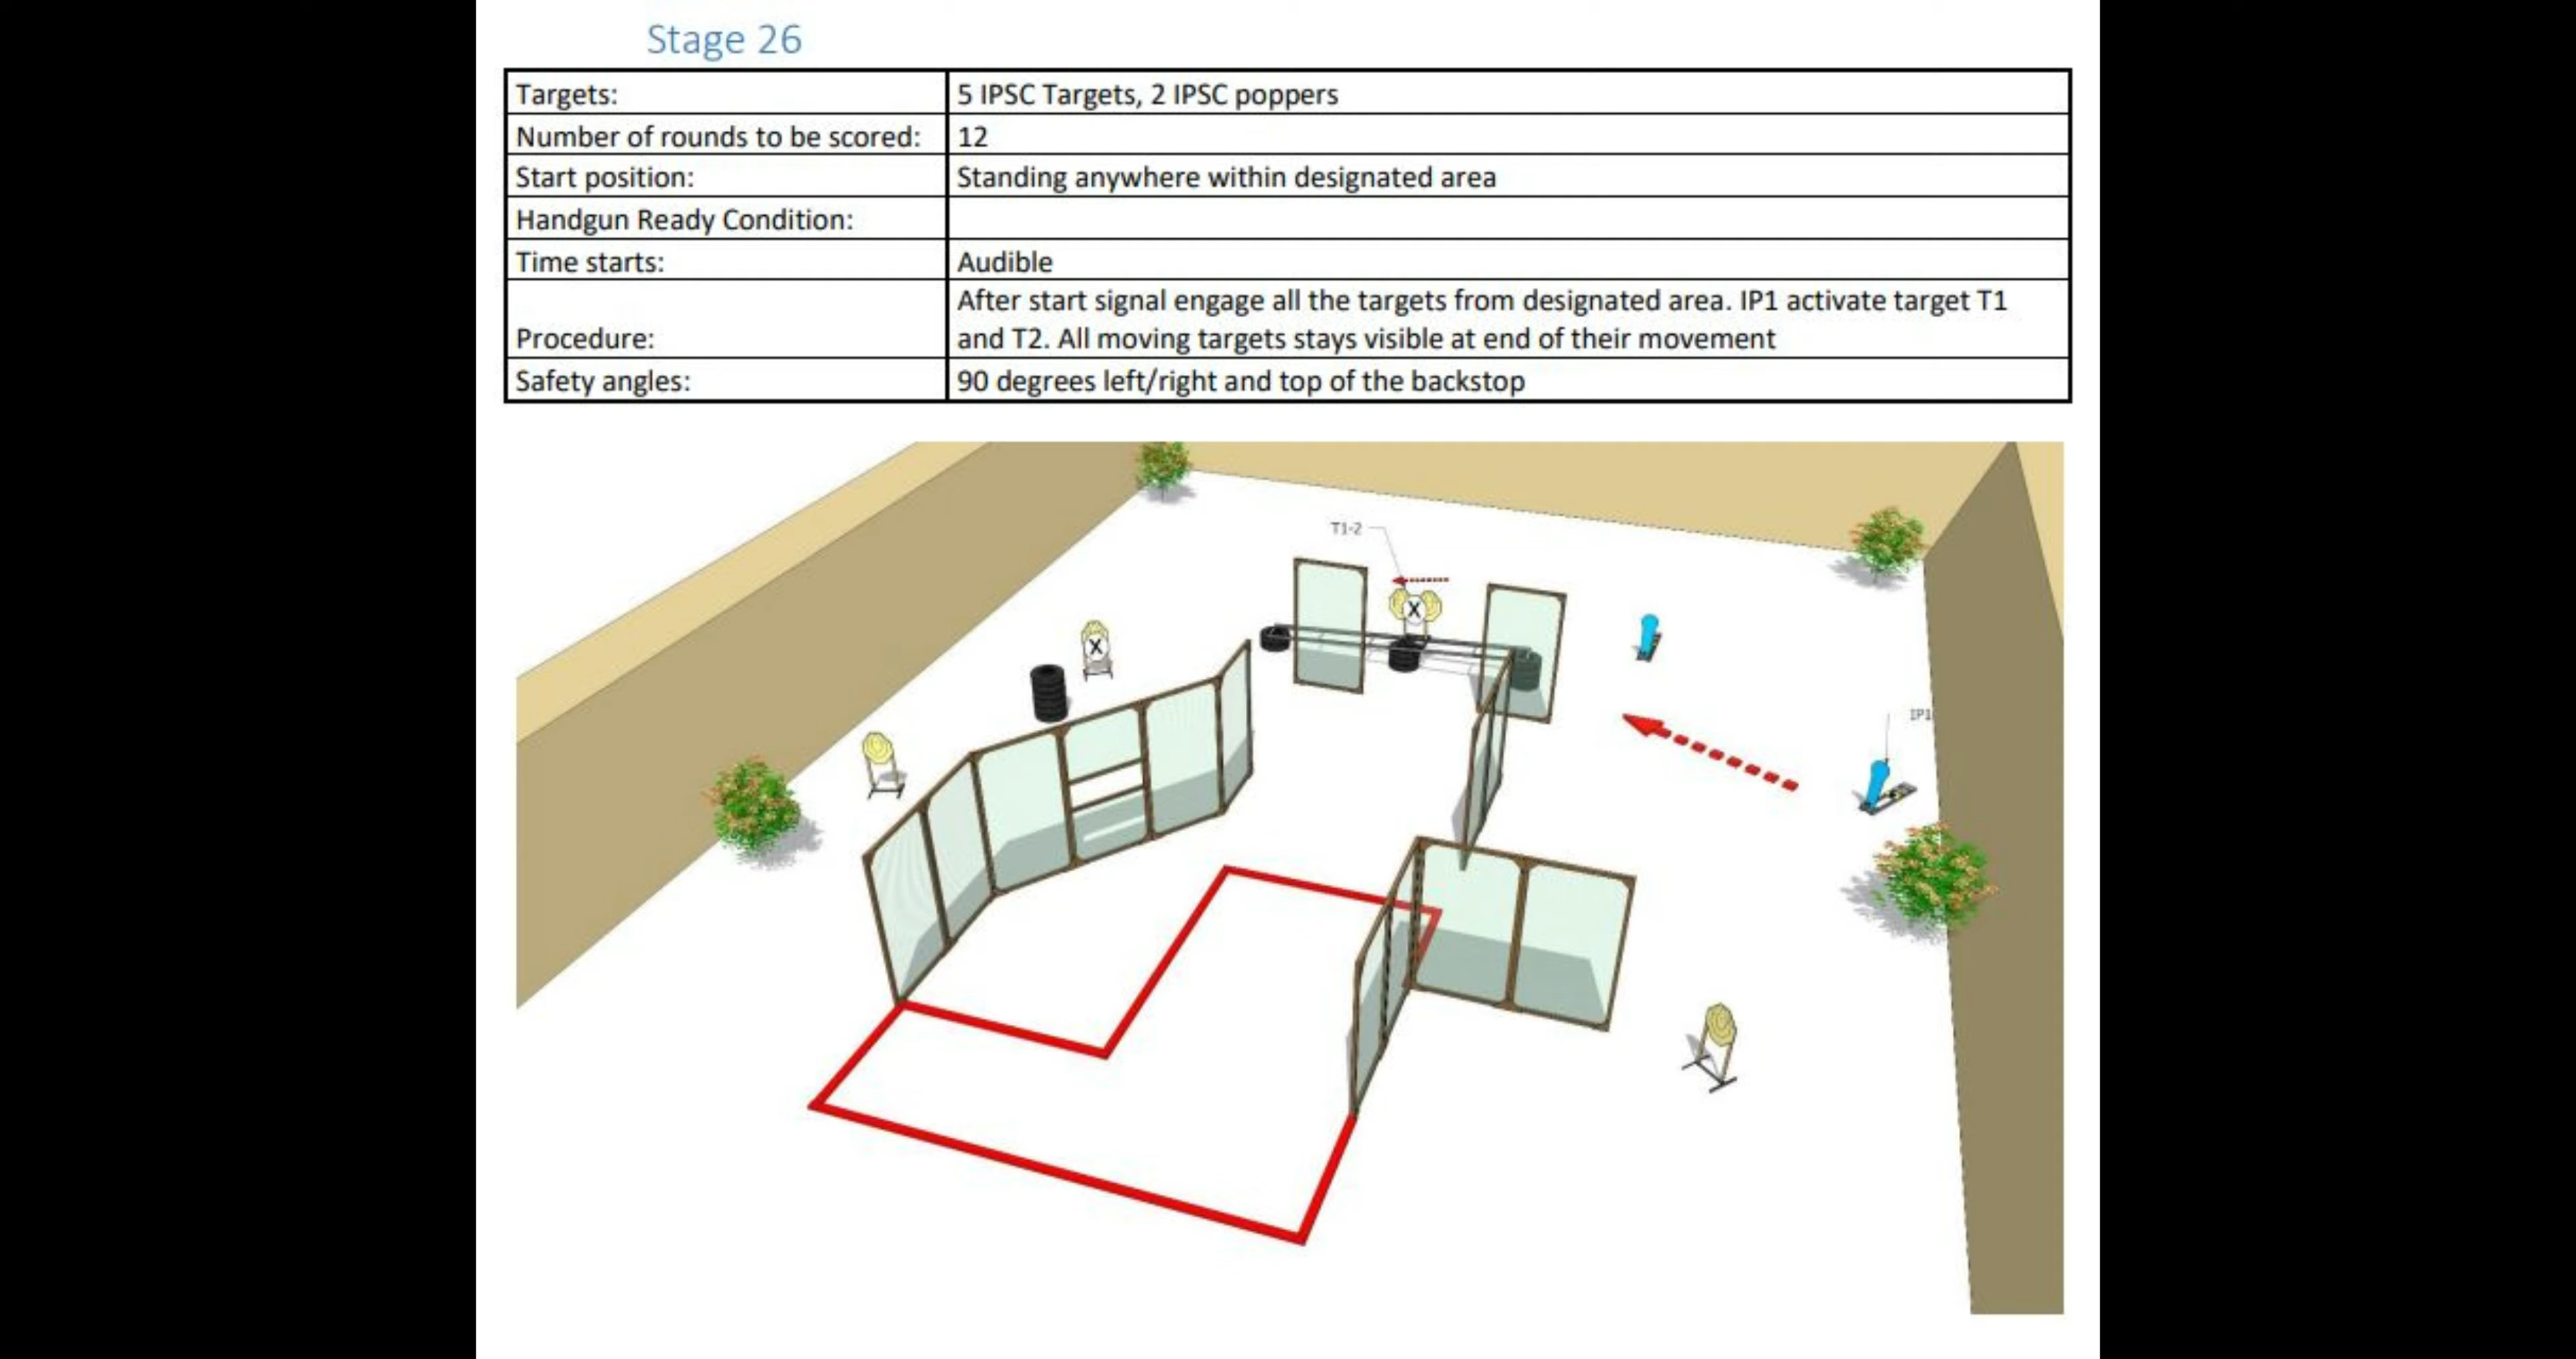 Stage 26
Targets: 5 IPSC Targets, 2 IPSC poppers
Number of rounds to be scored: 12
Start position: Standing anywhere within designated area
Handgun Ready Condition:
Time starts: Audible
After start signal engage all the targets from designated area. IP1 activate target T1
Procedure: and T2. All moving targets stays visible at end of their movement
Safety angles: 90 degrees left/right and top of the backstop
T1-2
X
X
IP1